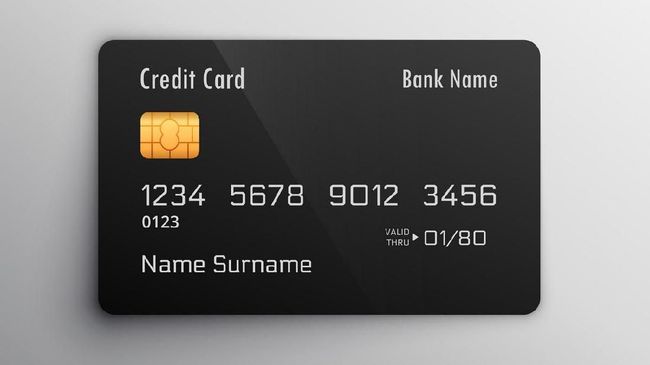 Credit Card Bank Name
1234 5678 9012 3456
0123
VALID THRU 01/80
Name Surname